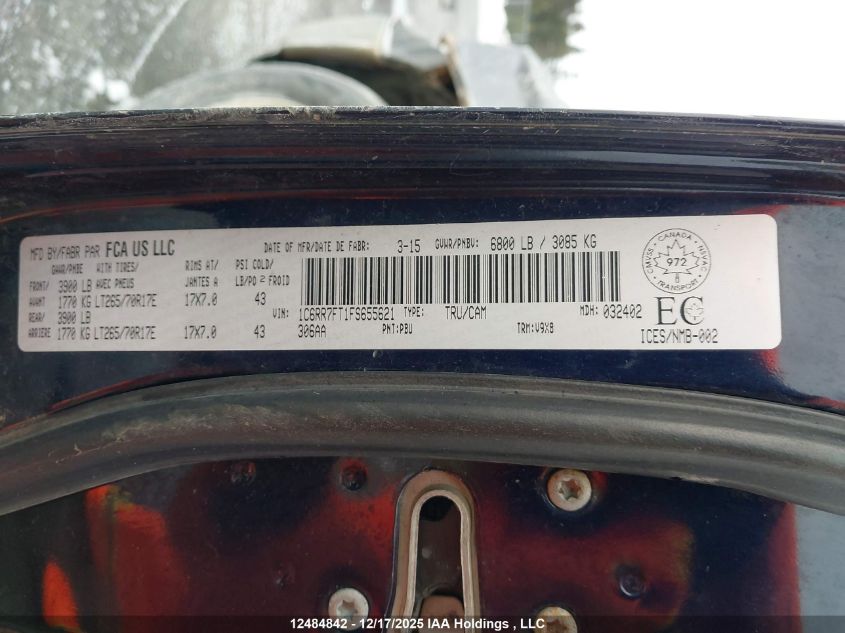 MFD BY/FABR PAR FCA US LLC DATE OF MFR/DATE DE FABR: 3-15 GVWR/PNBV: 6800 LB / 3085 KG
GAWR/PNBE WITH TIRES/ RIMS AT/ PSI COLD/
FRONT/ 3900 LB AVEC PNEUS JANTES A LB/PO 2 FROID
AVANT 1770 KG LT265/70R17E 17X7.0 43
REAR/ 3900 LB
ARRIERE 1770 KG LT265/70R17E 17X7.0 43
VIN: 1C6RR7FT1FS655621 TYPE: TRU/CAM MDH: 032402
306AA PNT:PBU TRM:V9X8
CANADA
CMVSS NSVAC
972
TRANSPORT
EC
ICES/NMB-002
12484842 - 12/17/2025 IAA Holdings , LLC